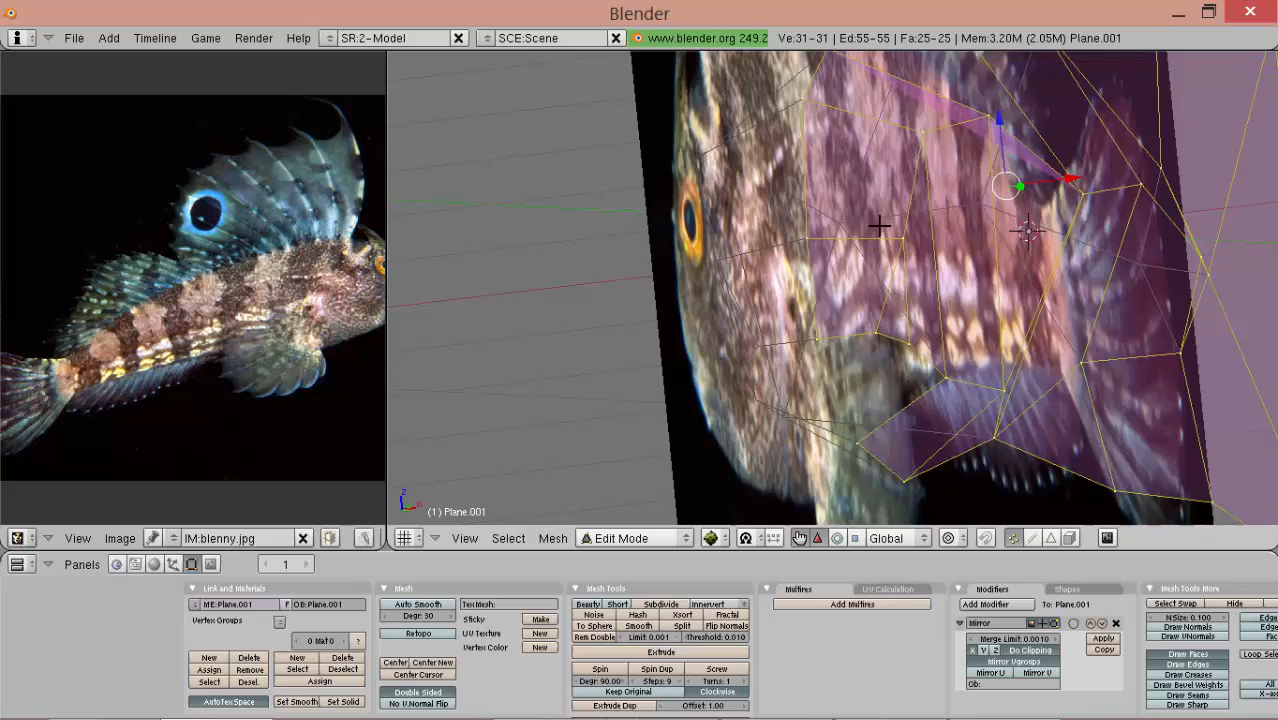 Blender
File Add Timeline Game Render Help SR:2-Model SCE:Scene www.blender.org 249.2 Ve:31-31 | Ed:55-55 | Fa:25-25 | Mem:3.20M (2.05M) Plane.001
z
x
(1) Plane.001
View Image IM:blenny.jpg View Select Mesh Edit Mode Global
Panels 1
Link and Materials Mesh Mesh Tools Multires UV Calculation Modifiers Shapes Mesh Tools More
ME:Plane.001 F OB:Plane.001 Auto Smooth TexMesh: Beauty Short Subdivide Innervert Add Multires Add Modifier To: Plane.001 Select Swap Hide
Vertex Groups Degr: 30 Sticky Make Noise Hash Xsort Fractal Mirror NSize: 0.100
Retopo UV Texture New To Sphere Smooth Split Flip Normals Merge Limit: 0.0010 Apply Draw Normals
0 Mat 0 ? Vertex Color New Rem Double Limit: 0.001 Threshold: 0.010 X Y Z Do Clipping Copy Draw VNormals
New Delete New Delete Center Center New Extrude Mirror Vgroups Draw Faces
Assign Remove Select Deselect Center Cursor Spin Spin Dup Screw Mirror U Mirror V Draw Edges
Select Desel. Assign Degr: 90.00 Steps: 9 Turns: 1 Ob: Draw Creases
Double Sided Keep Original Clockwise Draw Bevel Weights All
AutoTexSpace Set Smooth Set Solid No V.Normal Flip Extrude Dup Offset: 1.00 Draw Seams
Draw Sharp